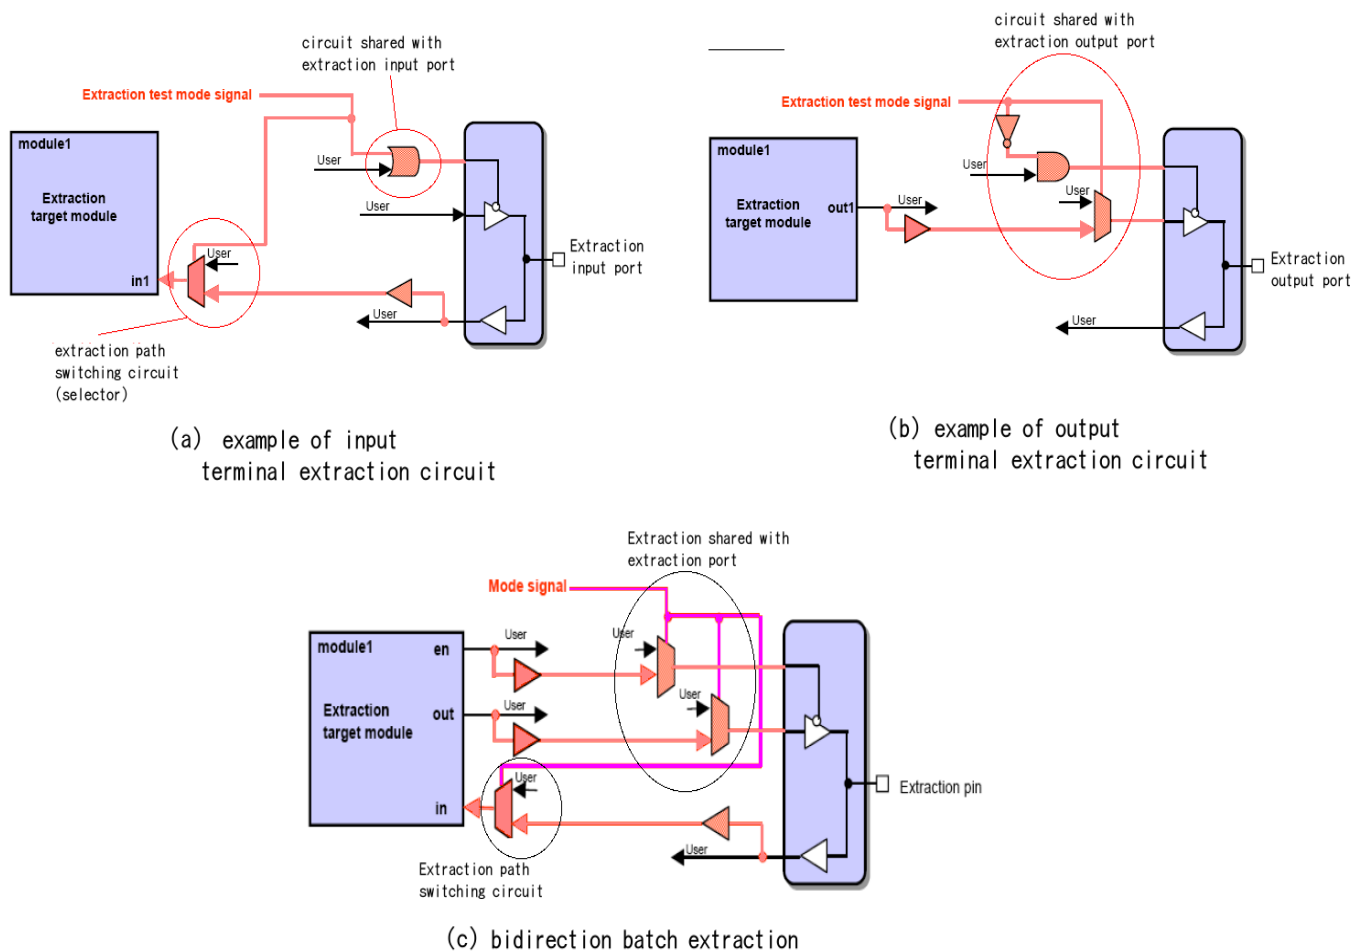 circuit shared with
extraction input port
Extraction test mode signal
module1
Extraction
target module
in1
User
User
User
User
Extraction
input port
extraction path
switching circuit
(selector)
(a) example of input
terminal extraction circuit
circuit shared with
extraction output port
Extraction test mode signal
module1
Extraction
target module
out1
User
User
User
User
Extraction
output port
(b) example of output
terminal extraction circuit
Extraction shared with
extraction port
Mode signal
module1
en
Extraction
target module
out
in
User
User
User
User
User
User
Extraction pin
Extraction path
switching circuit
(c) bidirection batch extraction